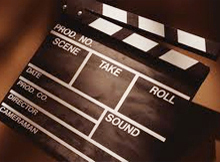 PROD. NO.
SCENE TAKE ROLL
DATE SOUND
PROD. CO.
DIRECTOR
CAMERAMAN